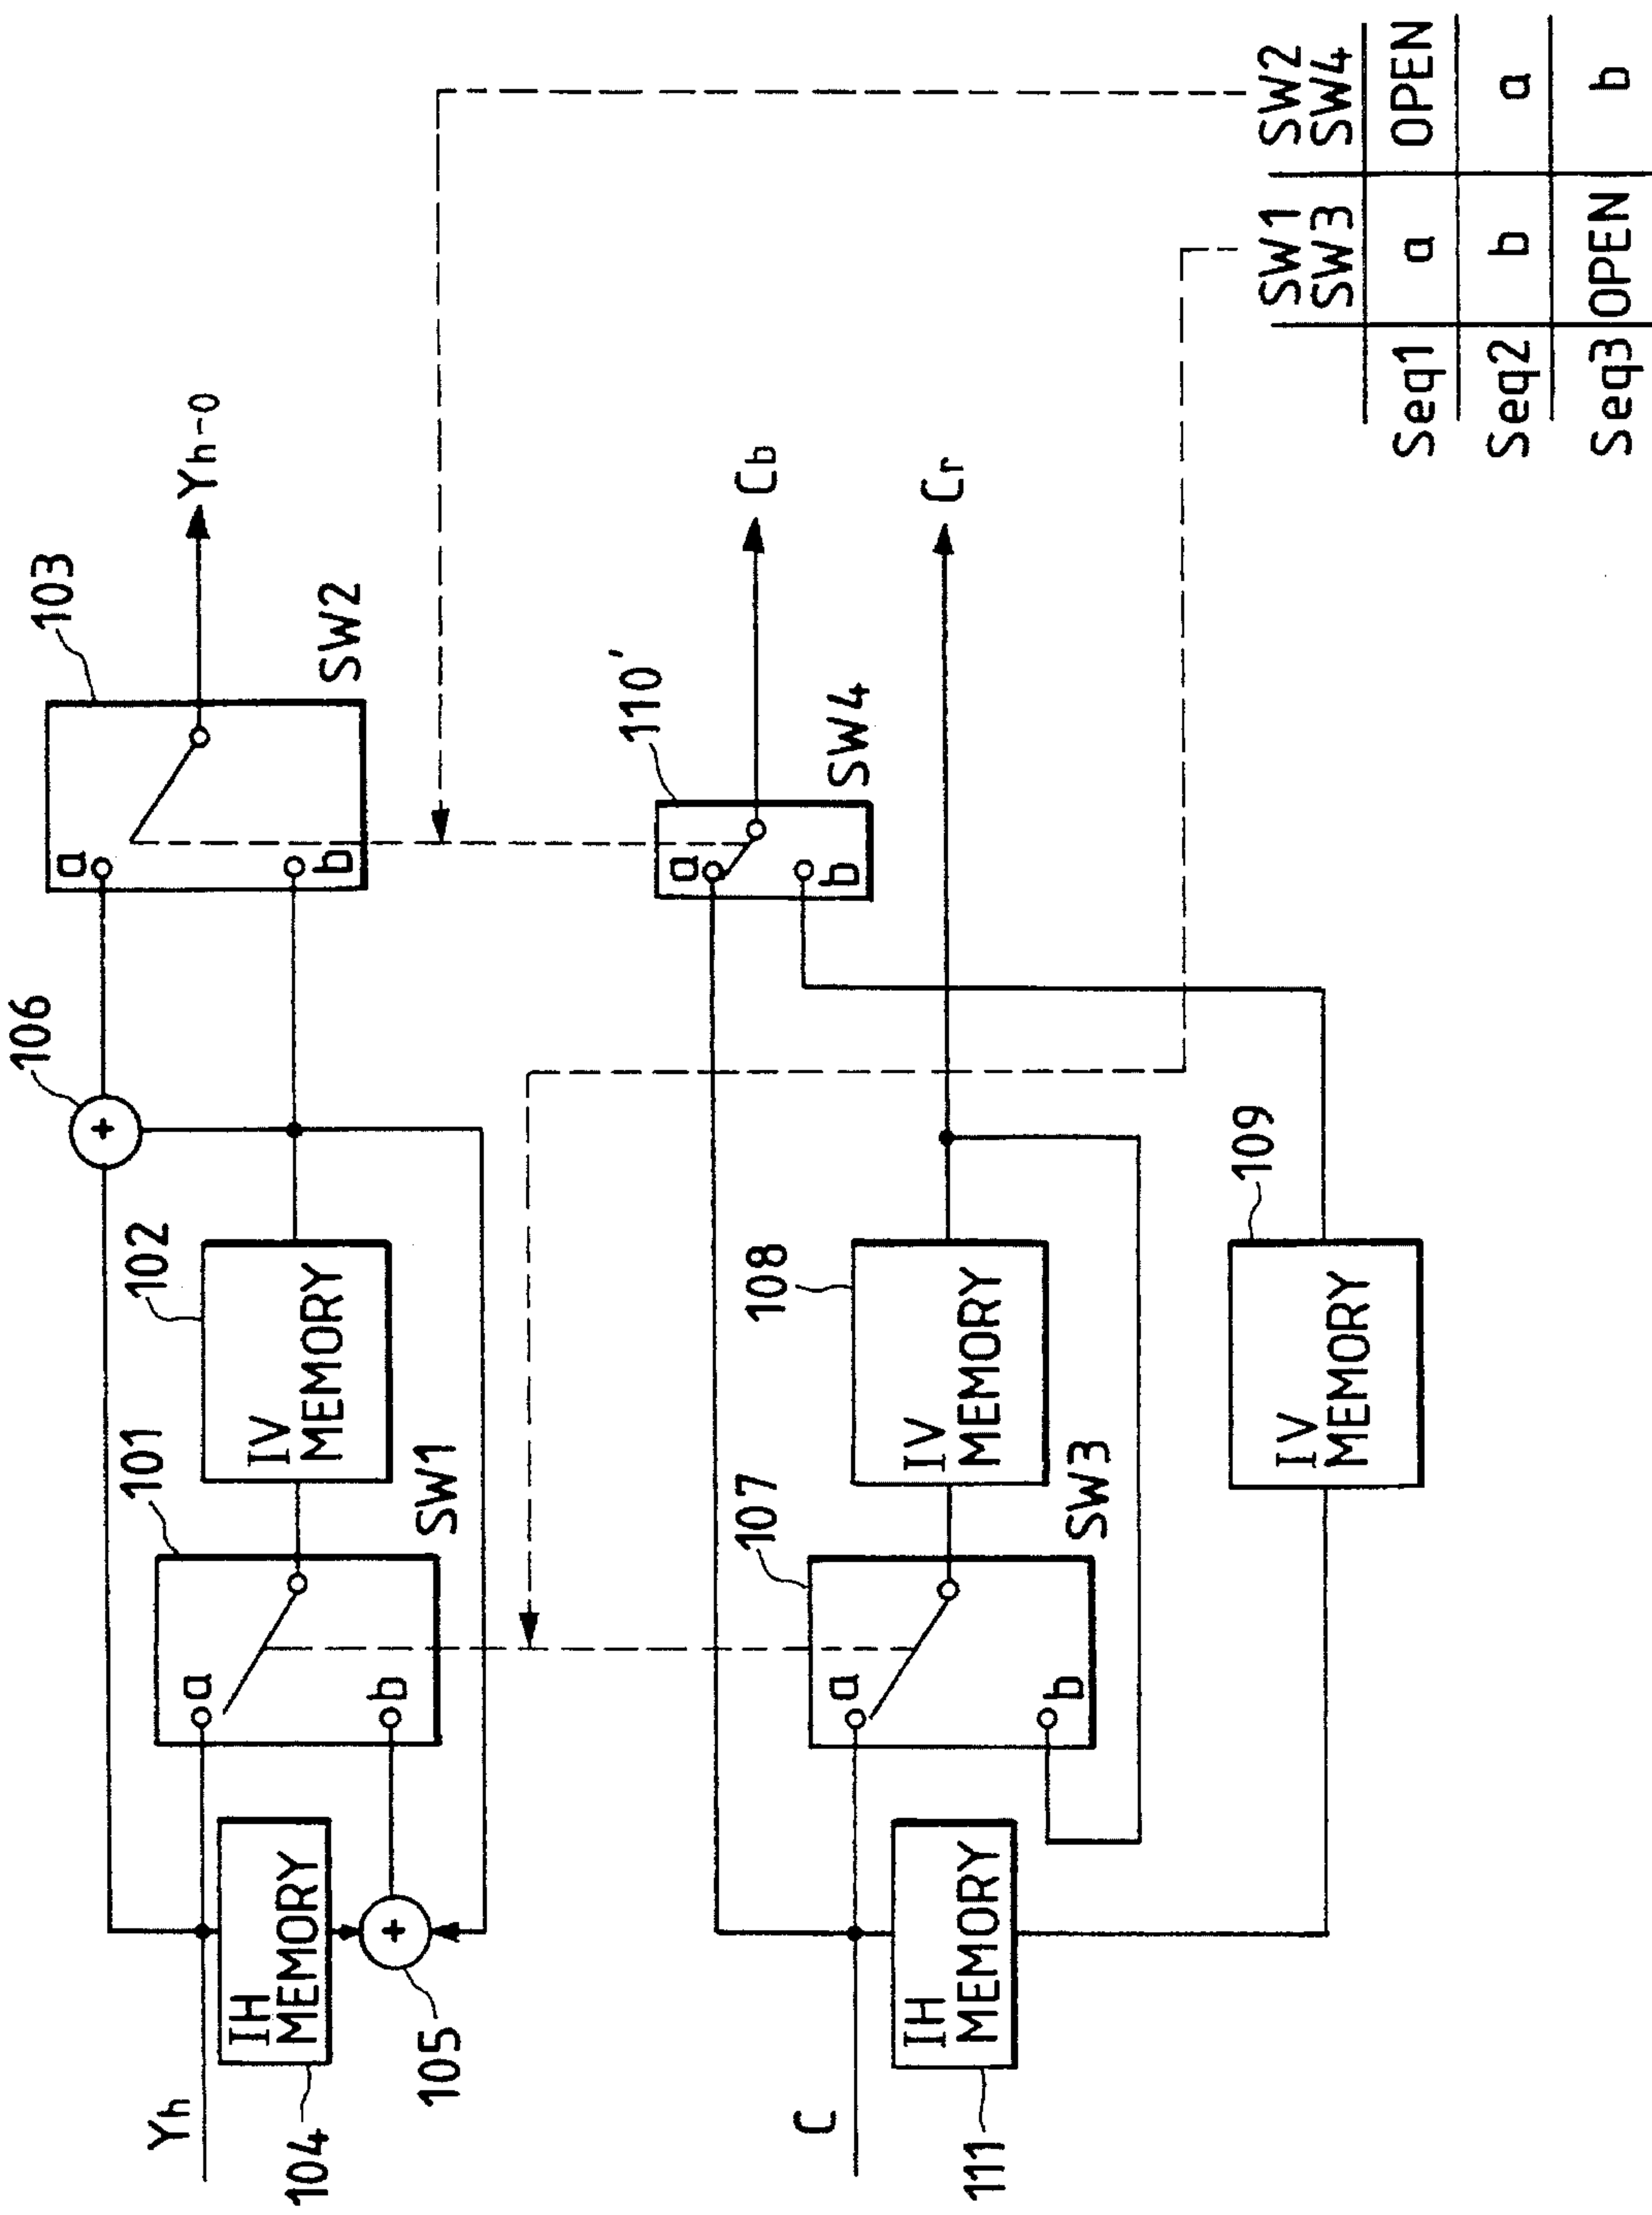 103
SW2
Yh-0
106
101
102
IV
MEMORY
SW1
a
b
a
b
Yh
IH
MEMORY
104
105
110'
SW4
a
b
Cb
Cr
107
108
IV
MEMORY
SW3
a
b
C
IH
MEMORY
111
109
IV
MEMORY
SW1 SW2
SW3 SW4
Seq1 a OPEN
Seq2 b a
Seq3 OPEN b
+
+